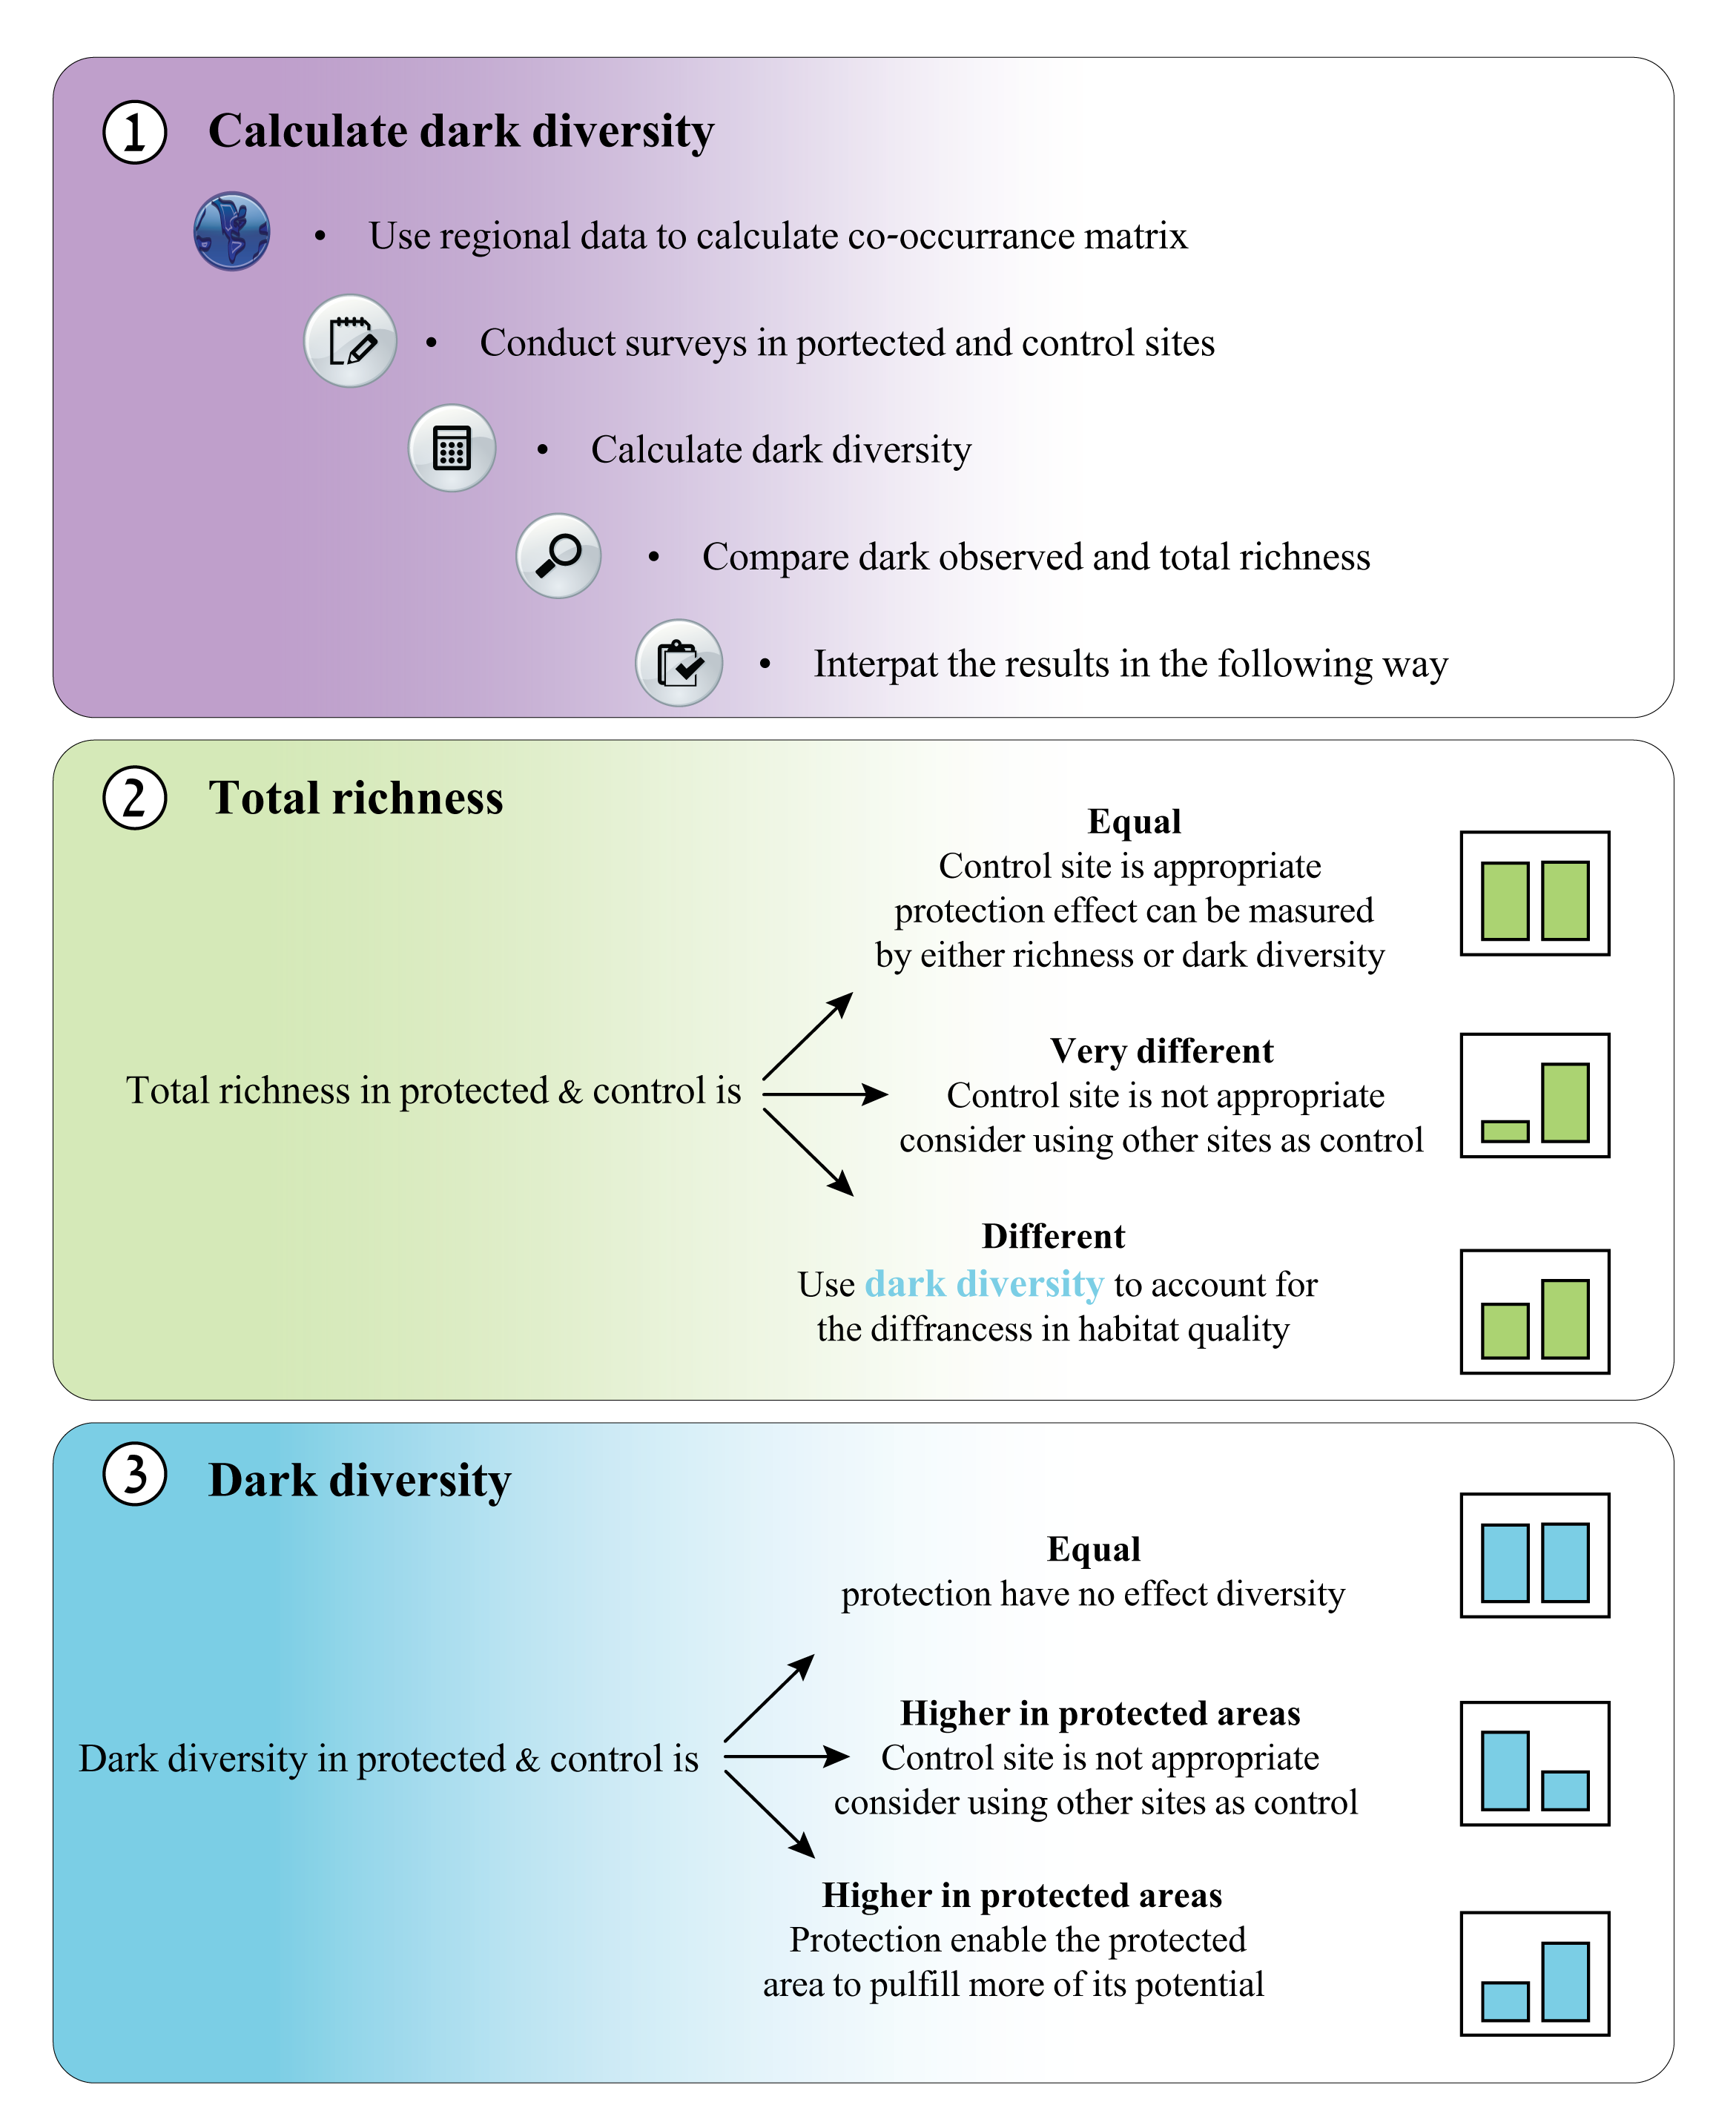 1 Calculate dark diversity
• Use regional data to calculate co-occurrance matrix
• Conduct surveys in portected and control sites
• Calculate dark diversity
• Compare dark observed and total richness
• Interpat the results in the following way
2 Total richness
Total richness in protected & control is
Equal
Control site is appropriate
protection effect can be masured
by either richness or dark diversity
Very different
Control site is not appropriate
consider using other sites as control
Different
Use dark diversity to account for
the diffrancess in habitat quality
3 Dark diversity
Dark diversity in protected & control is
Equal
protection have no effect diversity
Higher in protected areas
Control site is not appropriate
consider using other sites as control
Higher in protected areas
Protection enable the protected
area to pulfill more of its potential